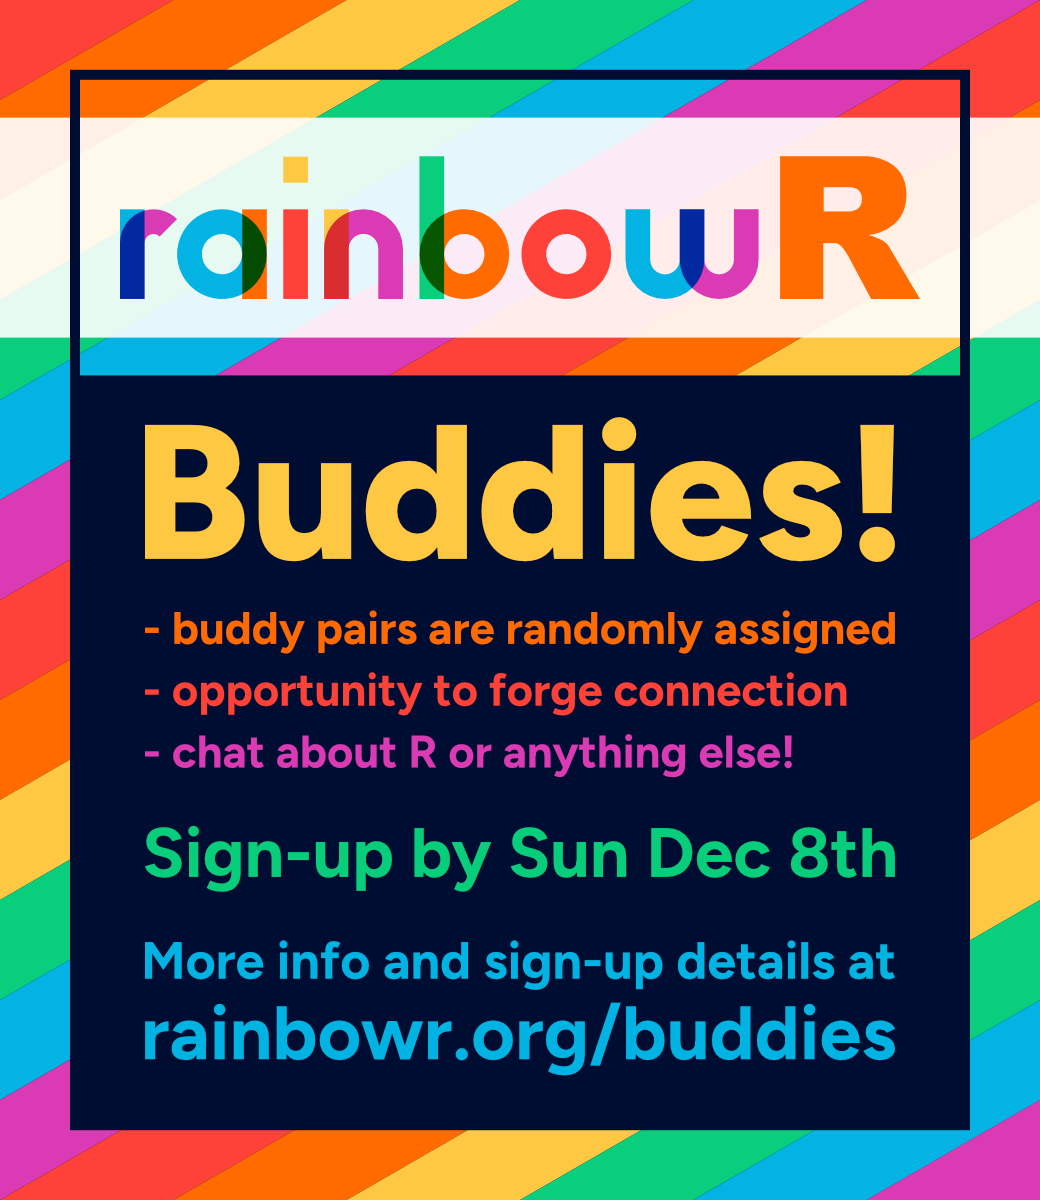 rainbowR
Buddies!
- buddy pairs are randomly assigned
- opportunity to forge connection
- chat about R or anything else!
Sign-up by Sun Dec 8th
More info and sign-up details at
rainbowr.org/buddies